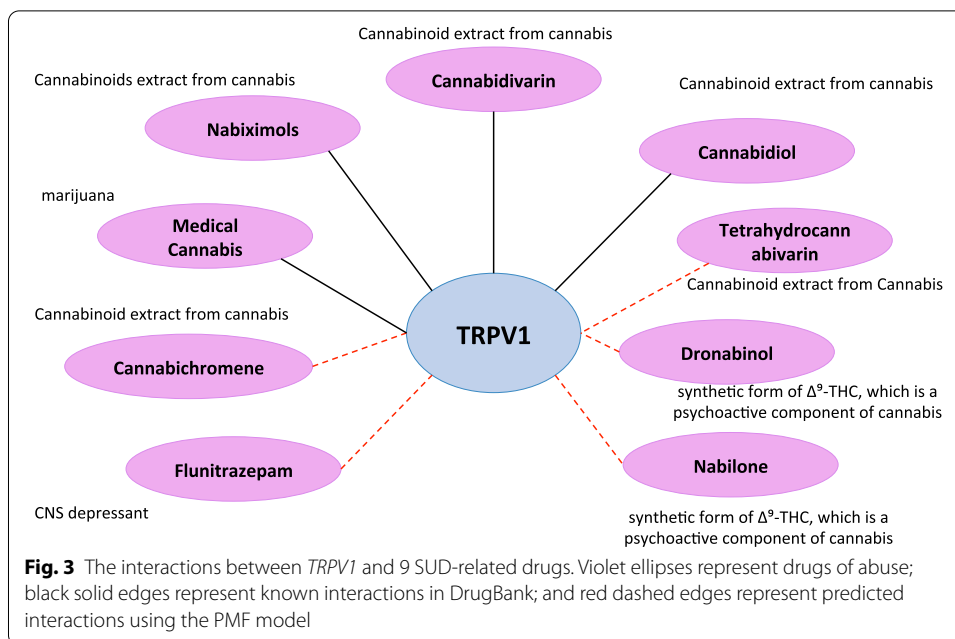 Cannabinoid extract from cannabis
Cannabidivarin
Cannabinoids extract from cannabis
Nabiximols
Cannabinoid extract from cannabis
Cannabidiol
marijuana
Medical
Cannabis
Tetrahydrocann
abivarin
Cannabinoid extract from Cannabis
Cannabinoid extract from cannabis
Cannabichromene
TRPV1
Dronabinol
synthetic form of Δ⁹-THC, which is a
psychoactive component of cannabis
Flunitrazepam
CNS depressant
Nabilone
synthetic form of Δ⁹-THC, which is a
psychoactive component of cannabis
Fig. 3 The interactions between TRPV1 and 9 SUD-related drugs. Violet ellipses represent drugs of abuse;
black solid edges represent known interactions in DrugBank; and red dashed edges represent predicted
interactions using the PMF model